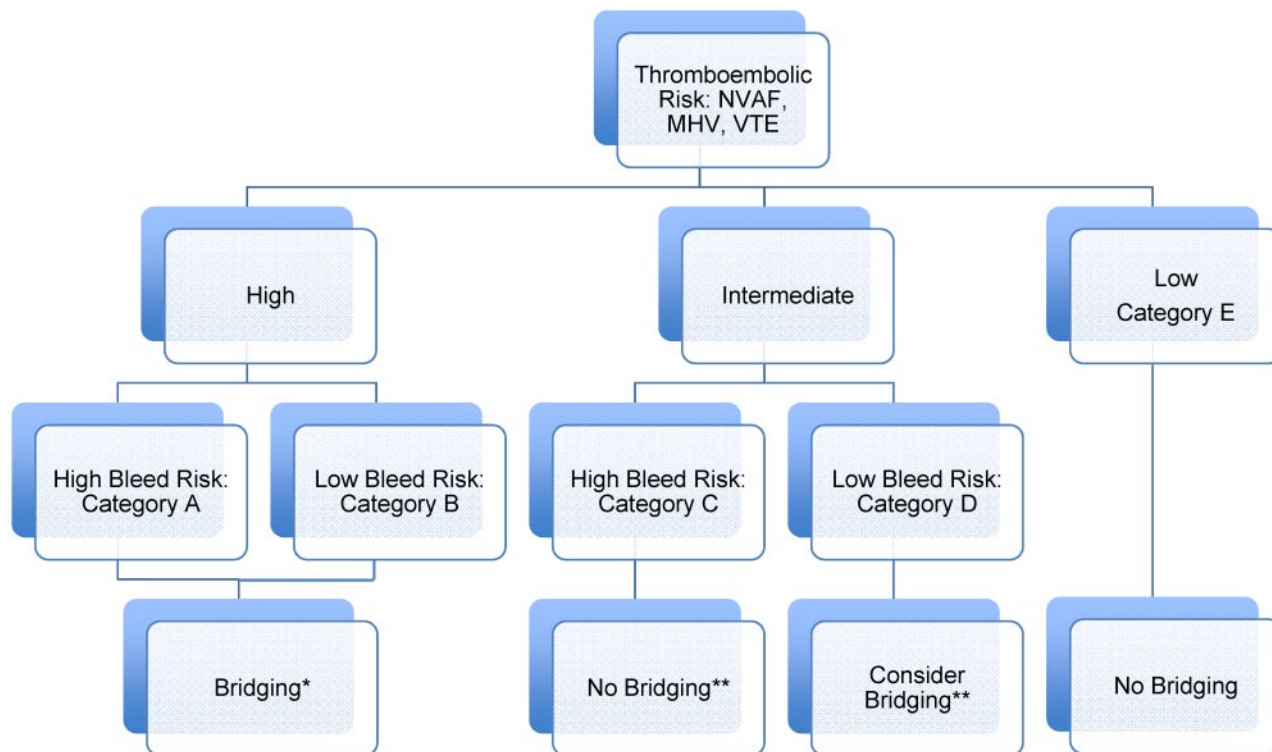 Thromboembolic
Risk: NVAF,
MHV, VTE
High
Intermediate
Low
Category E
High Bleed Risk:
Category A
Low Bleed Risk:
Category B
High Bleed Risk:
Category C
Low Bleed Risk:
Category D
Bridging*
No Bridging**
Consider
Bridging**
No Bridging